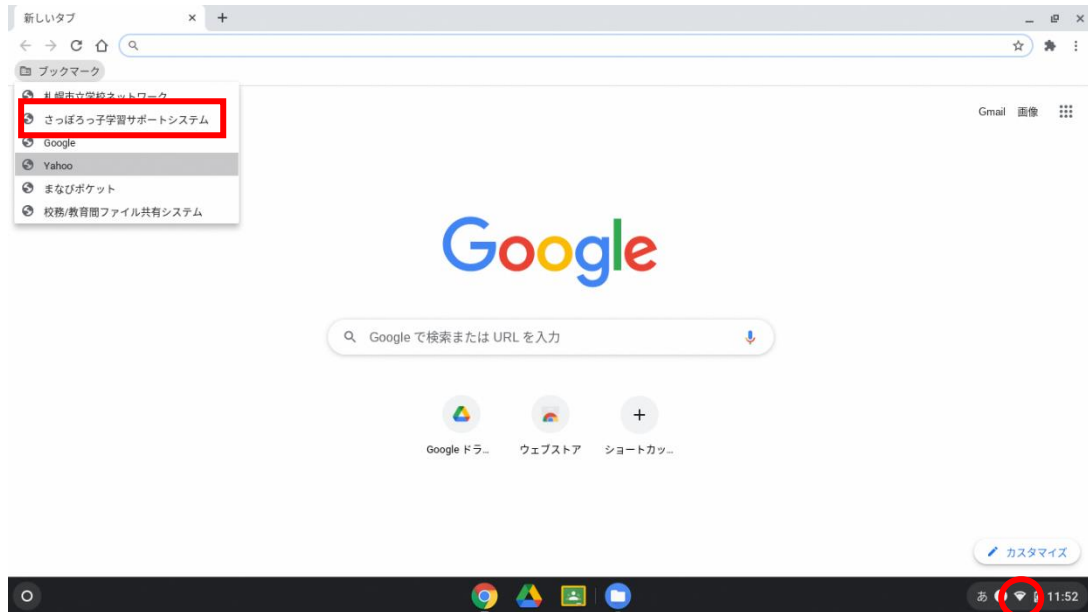 新しいタブ
ブックマーク
札幌市立学校ネットワーク
さっぽろっ子学習サポートシステム
Google
Yahoo
まなびポケット
校務/教育間ファイル共有システム
Gmail 画像
Google
Google で検索または URL を入力
Google ドラ...
ウェブストア
ショートカッ...
カスタマイズ
あ
11:52